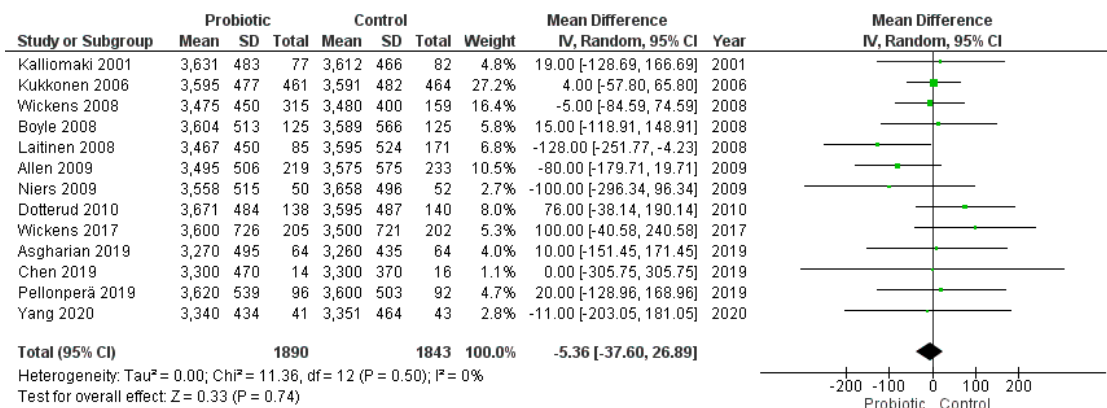 Probiotic Control Mean Difference Mean Difference
Study or Subgroup Mean SD Total Mean SD Total Weight IV, Random, 95% CI Year IV, Random, 95% CI
Kalliomaki 2001 3,631 483 77 3,612 466 82 4.8% 19.00 [-128.69, 166.69] 2001
Kukkonen 2006 3,595 477 461 3,591 482 464 27.2% 4.00 [-57.80, 65.80] 2006
Wickens 2008 3,475 450 315 3,480 400 159 16.4% -5.00 [-84.59, 74.59] 2008
Boyle 2008 3,604 513 125 3,589 566 125 5.8% 15.00 [-118.91, 148.91] 2008
Laitinen 2008 3,467 450 85 3,595 524 171 6.8% -128.00 [-251.77, -4.23] 2008
Allen 2009 3,495 506 219 3,575 575 233 10.5% -80.00 [-179.71, 19.71] 2009
Niers 2009 3,558 515 50 3,658 496 52 2.7% -100.00 [-296.34, 96.34] 2009
Dotterud 2010 3,671 484 138 3,595 487 140 8.0% 76.00 [-38.14, 190.14] 2010
Wickens 2017 3,600 726 205 3,500 721 202 5.3% 100.00 [-40.58, 240.58] 2017
Asgharian 2019 3,270 495 64 3,260 435 64 4.0% 10.00 [-151.45, 171.45] 2019
Chen 2019 3,300 470 14 3,300 370 16 1.1% 0.00 [-305.75, 305.75] 2019
Pellonperä 2019 3,620 539 96 3,600 503 92 4.7% 20.00 [-128.96, 168.96] 2019
Yang 2020 3,340 434 41 3,351 464 43 2.8% -11.00 [-203.05, 181.05] 2020
Total (95% CI) 1890 1843 100.0% -5.36 [-37.60, 26.89]
Heterogeneity: Tau² = 0.00; Chi² = 11.36, df = 12 (P = 0.50); I² = 0%
Test for overall effect: Z = 0.33 (P = 0.74)
-200 -100 0 100 200
Probiotic Control